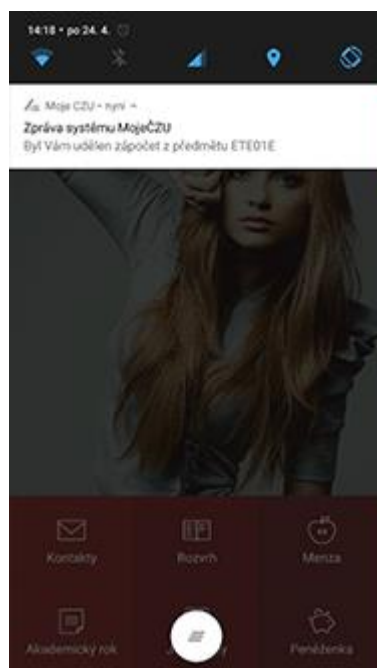 14:18 • po 24. 4.
Moje CZU • nyní
Zpráva systému MojeČZU
Byl Vám udělen zápočet z předmětu ETE01E
Kontakty
Rozvrh
Menza
Akademický rok
Peněženka